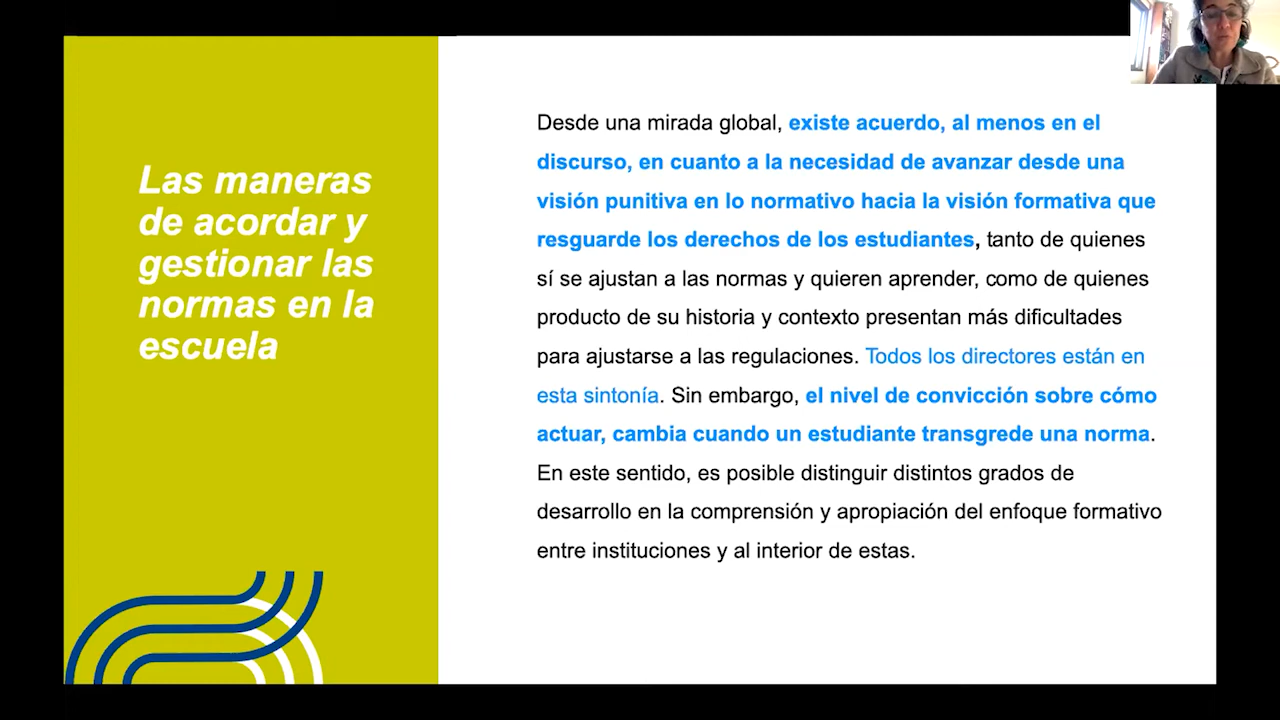 Las maneras
de acordar y
gestionar las
normas en la
escuela
Desde una mirada global, existe acuerdo, al menos en el
discurso, en cuanto a la necesidad de avanzar desde una
visión punitiva en lo normativo hacia la visión formativa que
resguarde los derechos de los estudiantes, tanto de quienes
sí se ajustan a las normas y quieren aprender, como de quienes
producto de su historia y contexto presentan más dificultades
para ajustarse a las regulaciones. Todos los directores están en
esta sintonía. Sin embargo, el nivel de convicción sobre cómo
actuar, cambia cuando un estudiante transgrede una norma.
En este sentido, es posible distinguir distintos grados de
desarrollo en la comprensión y apropiación del enfoque formativo
entre instituciones y al interior de estas.